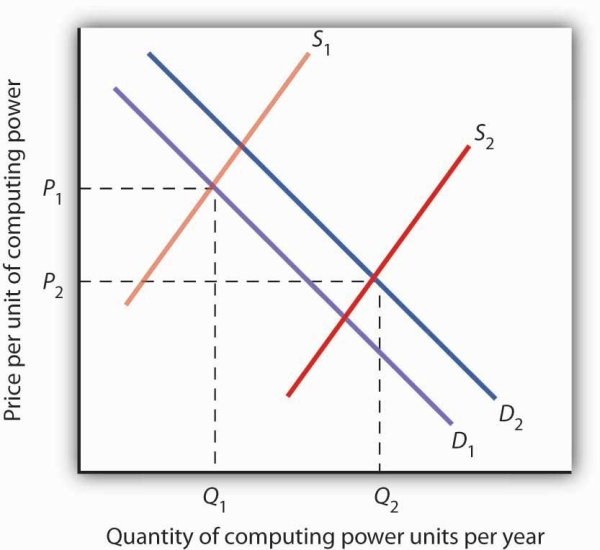 S1
S2
P1
P2
D2
D1
Q1 Q2
Price per unit of computing power
Quantity of computing power units per year